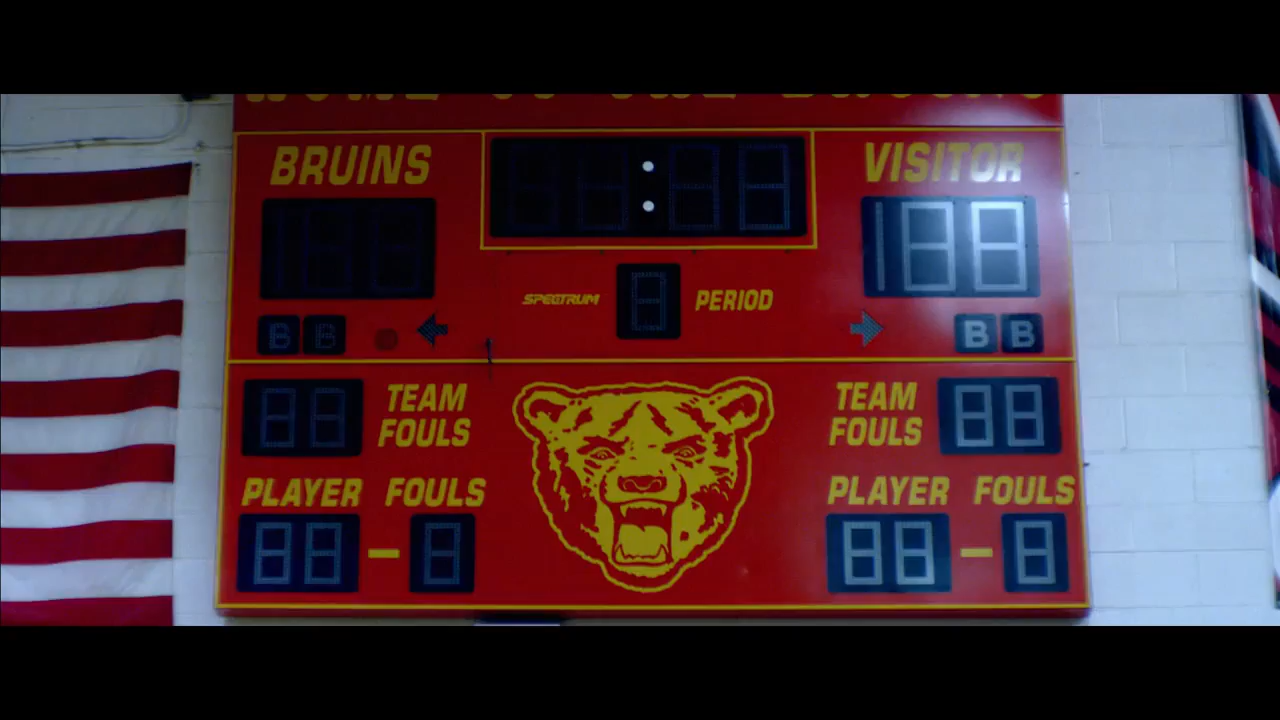 BRUINS
VISITOR
SPECTRUM
PERIOD
B B
B B
TEAM
FOULS
TEAM
FOULS
PLAYER FOULS
PLAYER FOULS